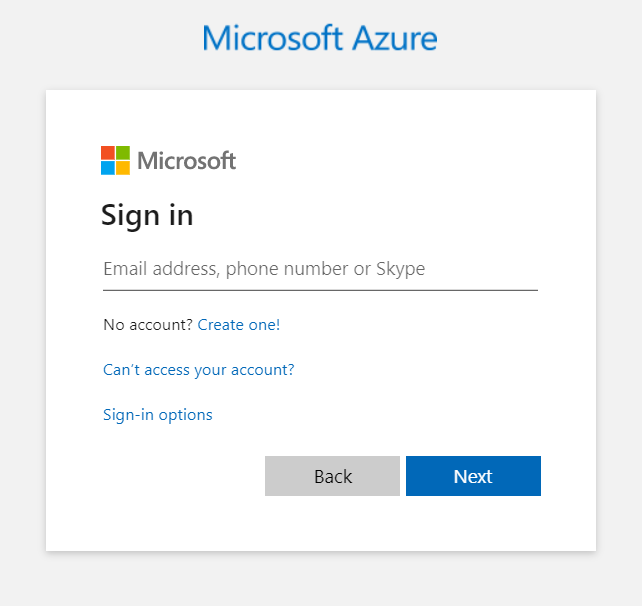 Microsoft Azure
Microsoft
Sign in
Email address, phone number or Skype
No account? Create one!
Can't access your account?
Sign-in options
Back Next